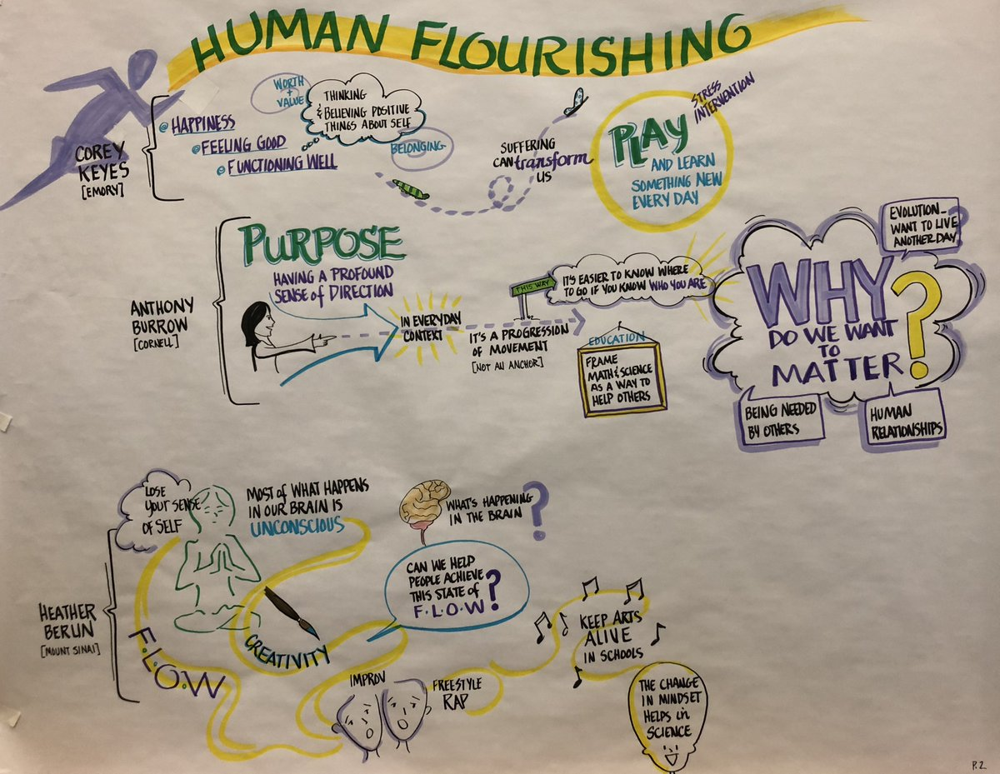 HUMAN FLOURISHING
COREY
KEYES
[EMORY]
HAPPINESS
FEELING GOOD
FUNCTIONING WELL
WORTH
+
VALUE
THINKING
& BELIEVING POSITIVE
THINGS ABOUT SELF
BELONGING
SUFFERING
CAN transform
US
PLAY
AND LEARN
SOMETHING NEW
EVERY DAY
STRESS
INTERVENTION
ANTHONY
BURROW
[CORNELL]
PURPOSE
HAVING A PROFOUND
SENSE of DIRECTION
IN EVERYDAY
CONTEXT
THIS WAY
IT'S A PROGRESSION
OF MOVEMENT
[NOT AN ANCHOR]
IT'S EASIER TO KNOW WHERE
TO GO IF YOU KNOW WHO YOU ARE
EDUCATION
FRAME
MATH & SCIENCE
AS A WAY TO
HELP OTHERS
WHY
DO WE WANT
TO
MATTER?
EVOLUTION-
WANT TO LIVE
ANOTHER DAY?
BEING NEEDED
BY OTHERS
HUMAN
RELATIONSHIPS
HEATHER
BERLIN
[MOUNT SINAI]
LOSE
YOUR SENSE
OF SELF
MOST of WHAT HAPPENS
IN OUR BRAIN IS
UNCONSCIOUS
F.L.O.W
CREATIVITY
WHAT'S HAPPENING
IN THE BRAIN?
CAN WE HELP
PEOPLE ACHIEVE
THIS STATE of
F.L.O.W?
IMPROV
FREESTYLE
RAP
KEEP ARTS
ALIVE
IN SCHOOLS
THE CHANGE
IN MINDSET
HELPS in
SCIENCE
P.2